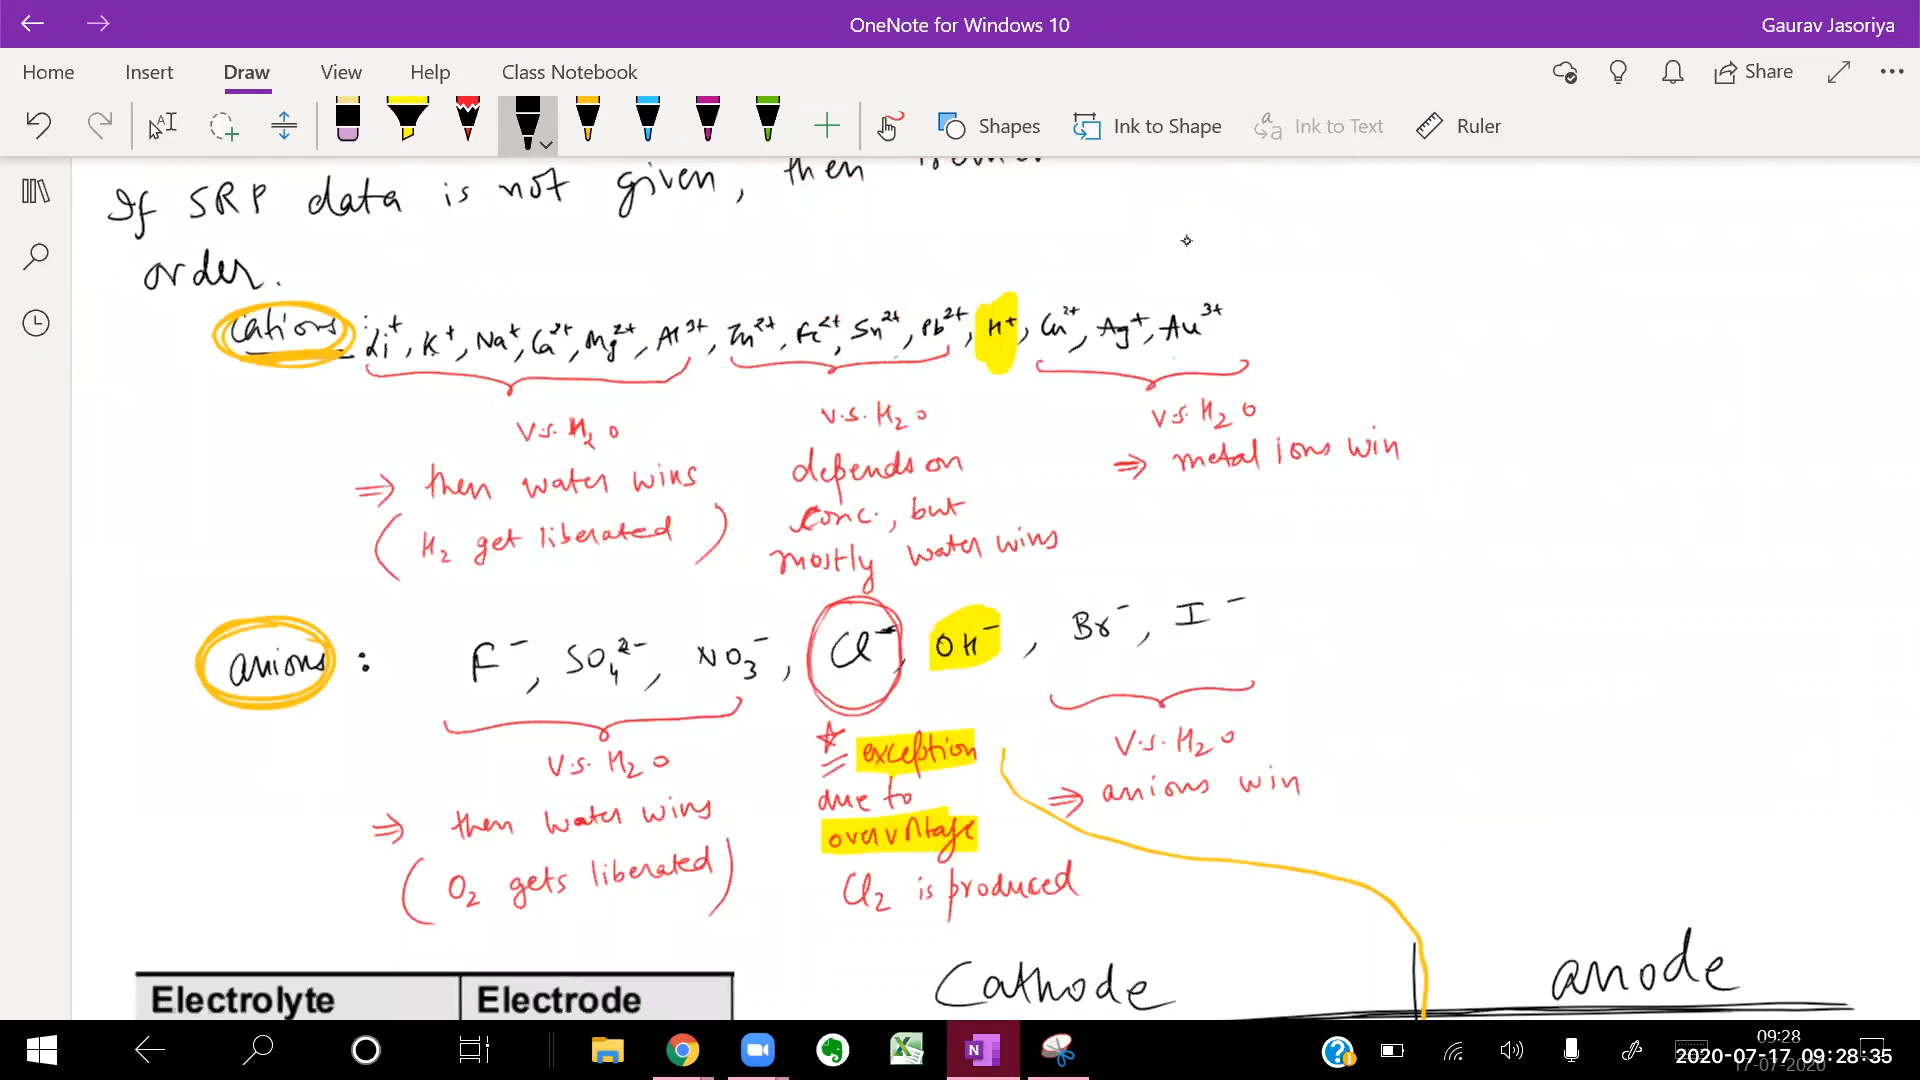 OneNote for Windows 10
Gaurav Jasoriya
Home Insert Draw View Help Class Notebook
Share
Shapes Ink to Shape Ink to Text Ruler
If SRP data is not given, then
order.
Cations : Li⁺, K⁺, Na⁺, Ca²⁺, Mg²⁺, Al³⁺, Zn²⁺, Fe²⁺, Sn²⁺, Pb²⁺, H⁺, Cu²⁺, Ag⁺, Au³⁺
V.s. H₂O
⇒ then water wins
(H₂ get liberated)
v.s. H₂O
depends on
conc., but
mostly water wins
V.s. H₂O
⇒ metal ions win
anions : F⁻, SO₄²⁻, NO₃⁻, Cl⁻, OH⁻, Br⁻, I⁻
V.s. H₂O
⇒ then water wins
(O₂ gets liberated)
exception
due to
overvoltage
Cl₂ is produced
V.s. H₂O
⇒ anions win
Electrolyte Electrode
Cathode anode
09:28
2020-07-17 09:28:35
17-07-2020